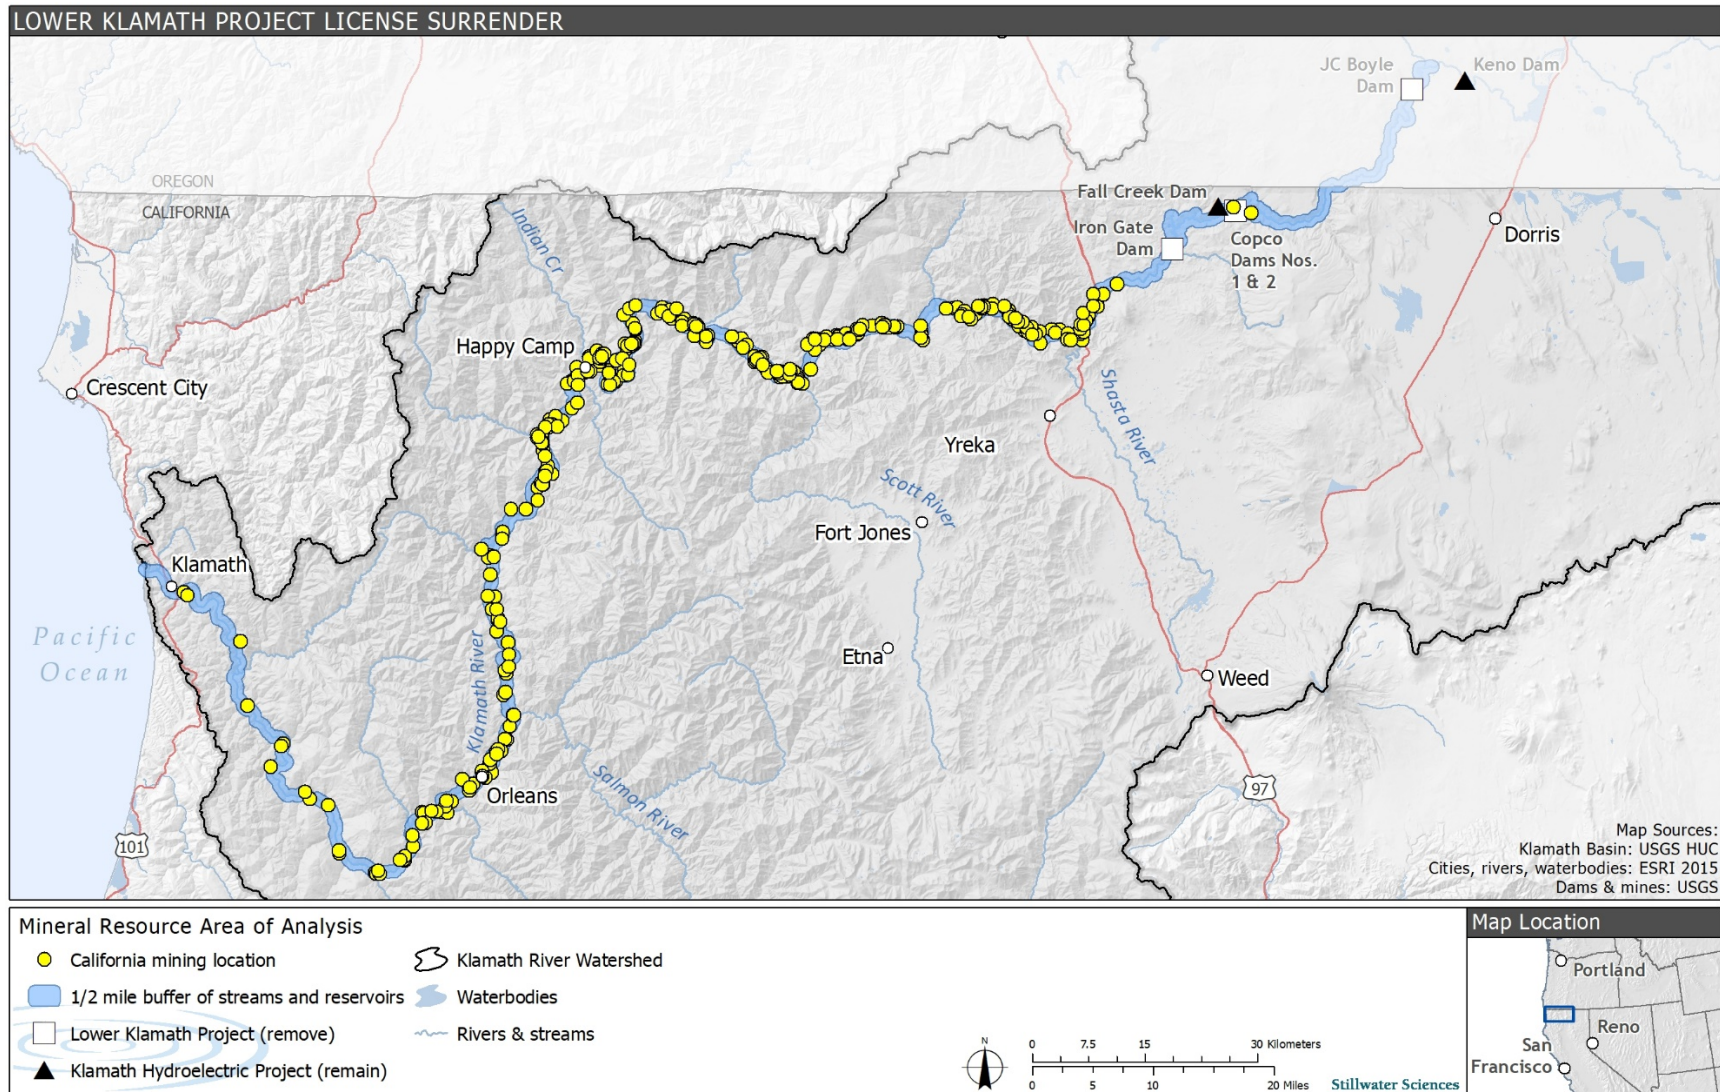 LOWER KLAMATH PROJECT LICENSE SURRENDER
JC Boyle
Dam
Keno Dam
OREGON
CALIFORNIA
Fall Creek Dam
Iron Gate
Dam
Copco
Dams Nos.
1 & 2
Dorris
Indian Cr
Happy Camp
Crescent City
Shasta River
Yreka
Scott River
Fort Jones
Klamath
Pacific
Ocean
Klamath River
Etna
Weed
Salmon River
Orleans
97
101
Map Sources:
Klamath Basin: USGS HUC
Cities, rivers, waterbodies: ESRI 2015
Dams & mines: USGS
Mineral Resource Area of Analysis
California mining location
1/2 mile buffer of streams and reservoirs
Lower Klamath Project (remove)
Klamath Hydroelectric Project (remain)
Klamath River Watershed
Waterbodies
Rivers & streams
N
0 7.5 15 30 Kilometers
0 5 10 20 Miles
Stillwater Sciences
Map Location
Portland
Reno
San
Francisco